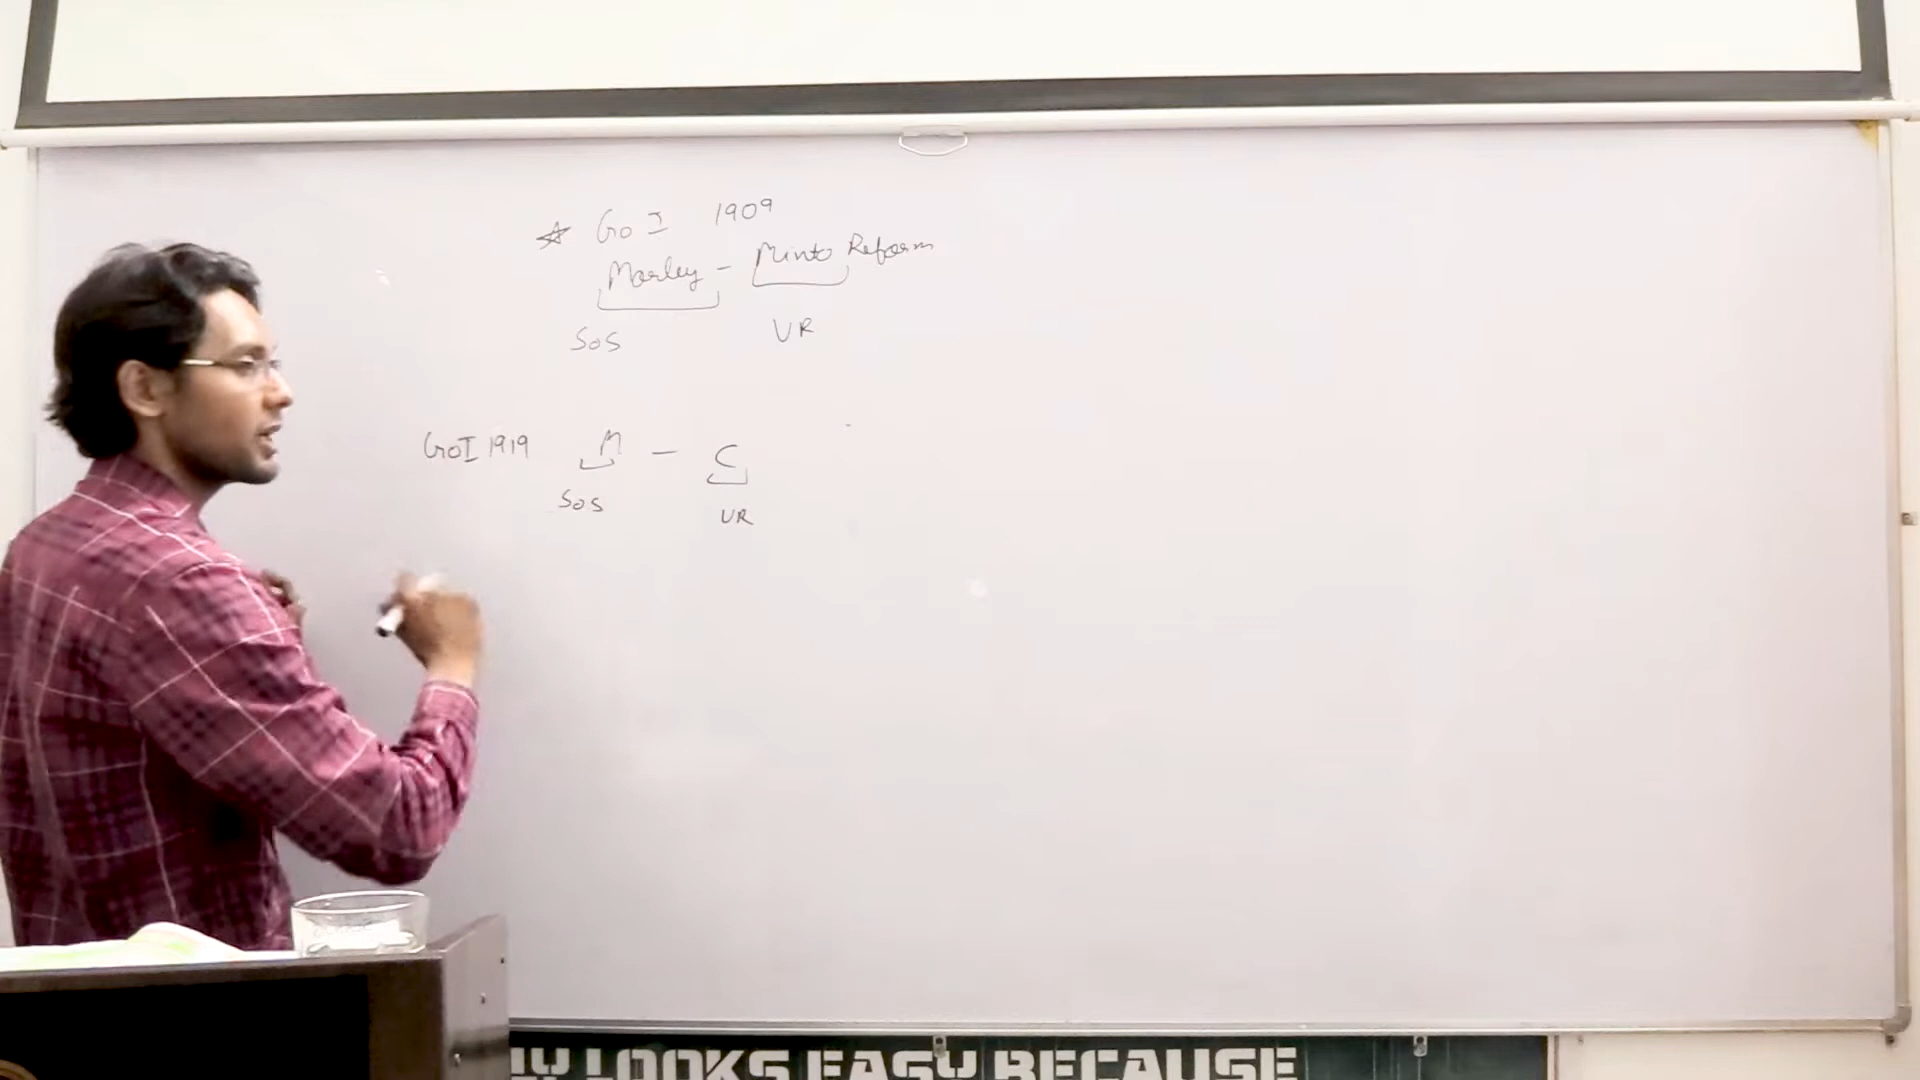 ☆ GoI 1909
Morley - Minto Reform
SOS VR
GoI 1919 M - C
SOS VR
LOOKS EASY BECAUSE